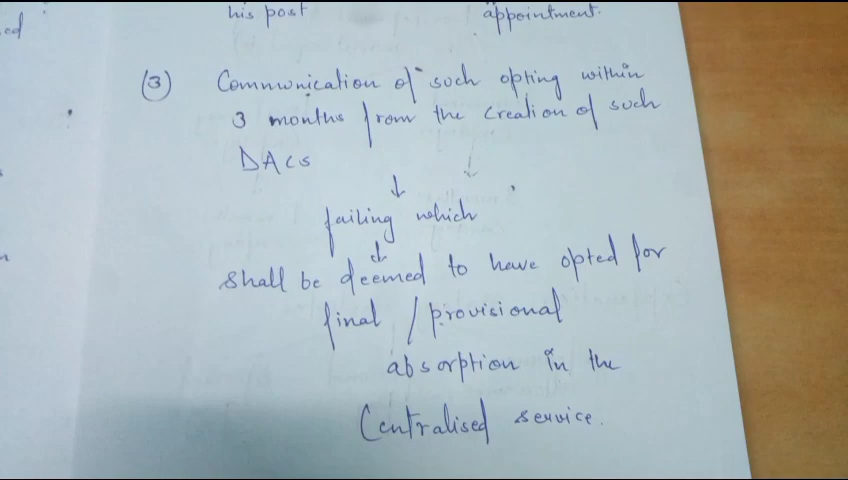 ed
his post appointment.
(3) Communication of such opting within
3 months from the creation of such
DACs
↓
failing which
↓
shall be deemed to have opted for
final / provisional
absorption in the
Centralised service.